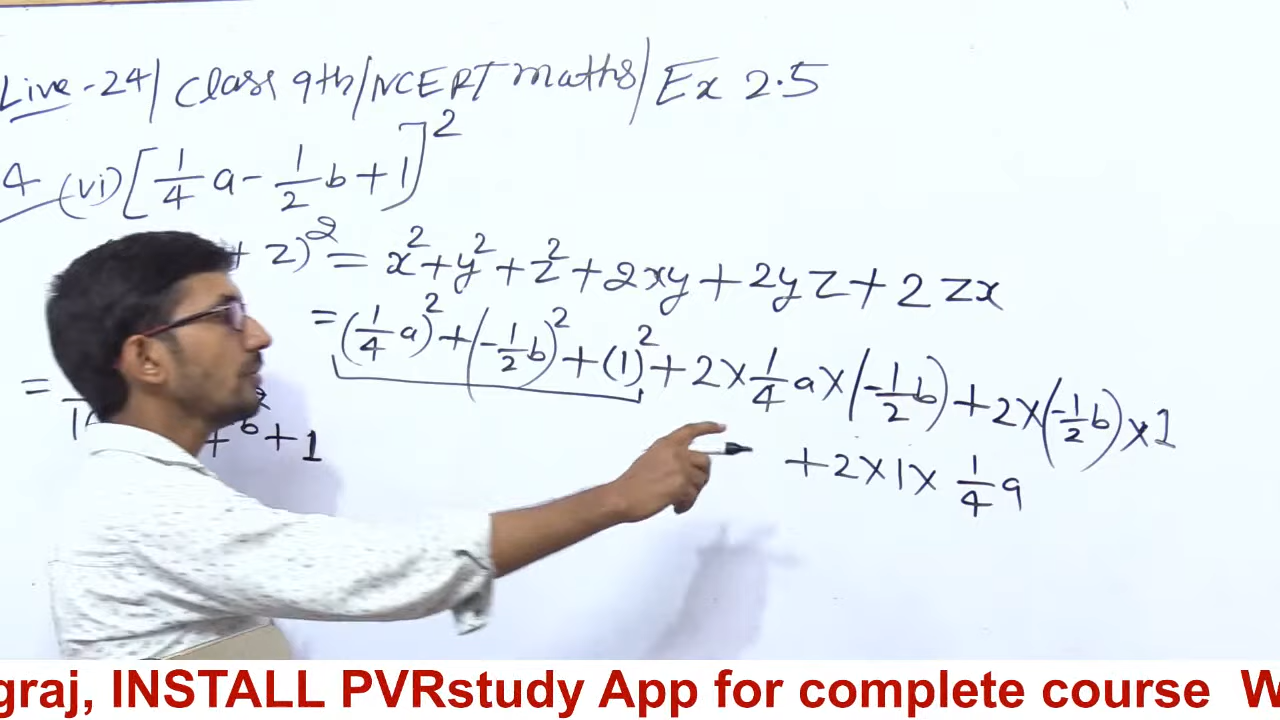 Live-24/ Class 9th/NCERT maths/ Ex 2.5
4 (vi) [1/4 a - 1/2 b + 1]²
+ z)² = x² + y² + z² + 2xy + 2yz + 2zx
= (1/4 a)² + (-1/2 b)² + (1)² + 2 × 1/4 a × (-1/2 b) + 2 × (-1/2 b) × 1
+ 2 × 1 × 1/4 a
= + b² + 1
graj, INSTALL PVRstudy App for complete course W